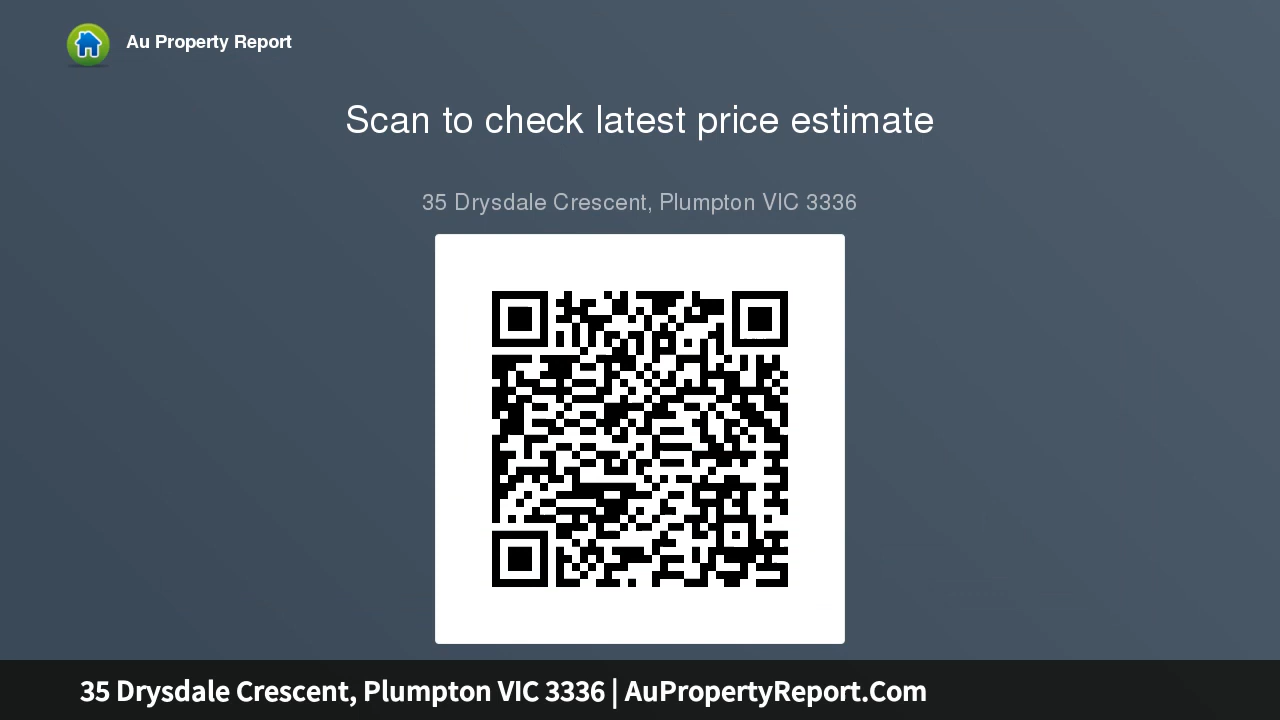 Au Property Report
Scan to check latest price estimate
35 Drysdale Crescent, Plumpton VIC 3336
35 Drysdale Crescent, Plumpton VIC 3336 | AuPropertyReport.Com